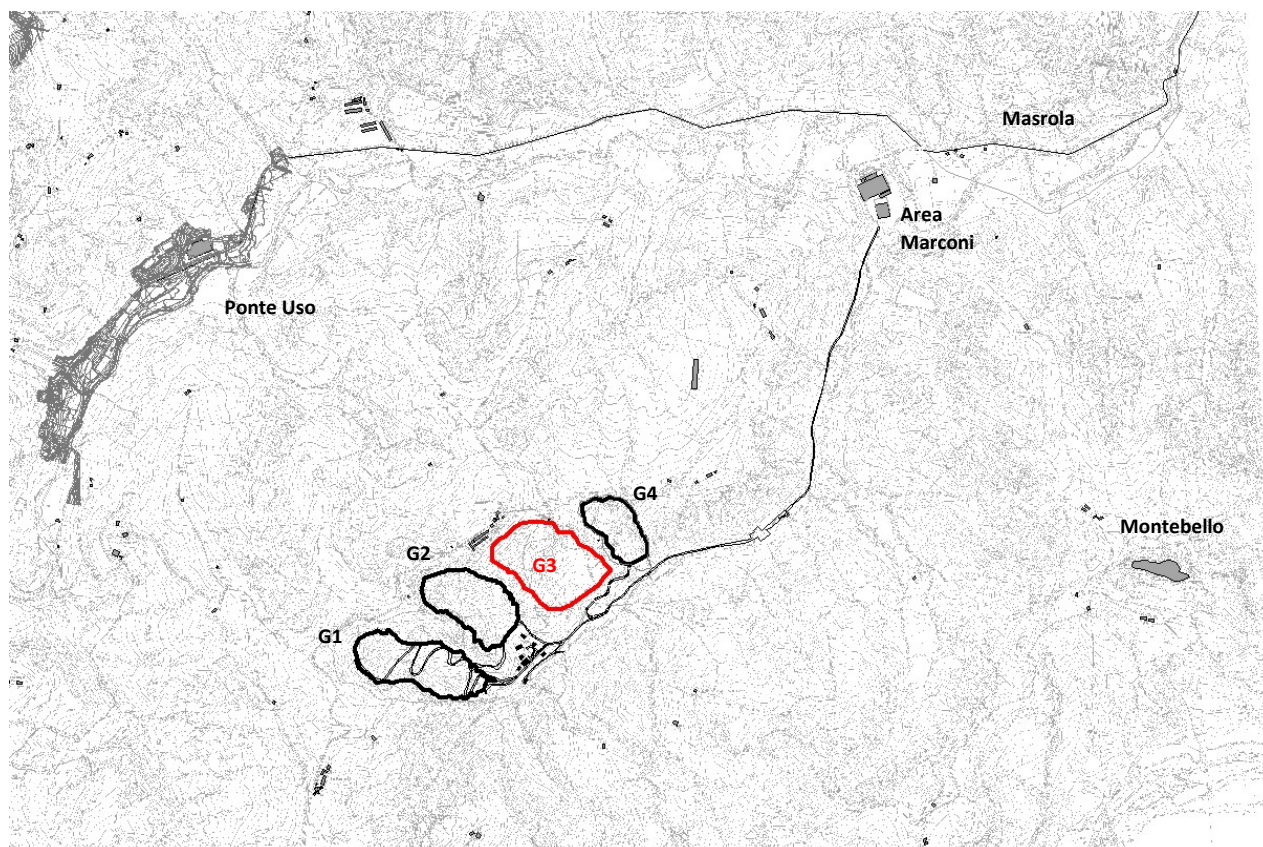 Masrola
Area
Marconi
Ponte Uso
G4
Montebello
G2
G3
G1